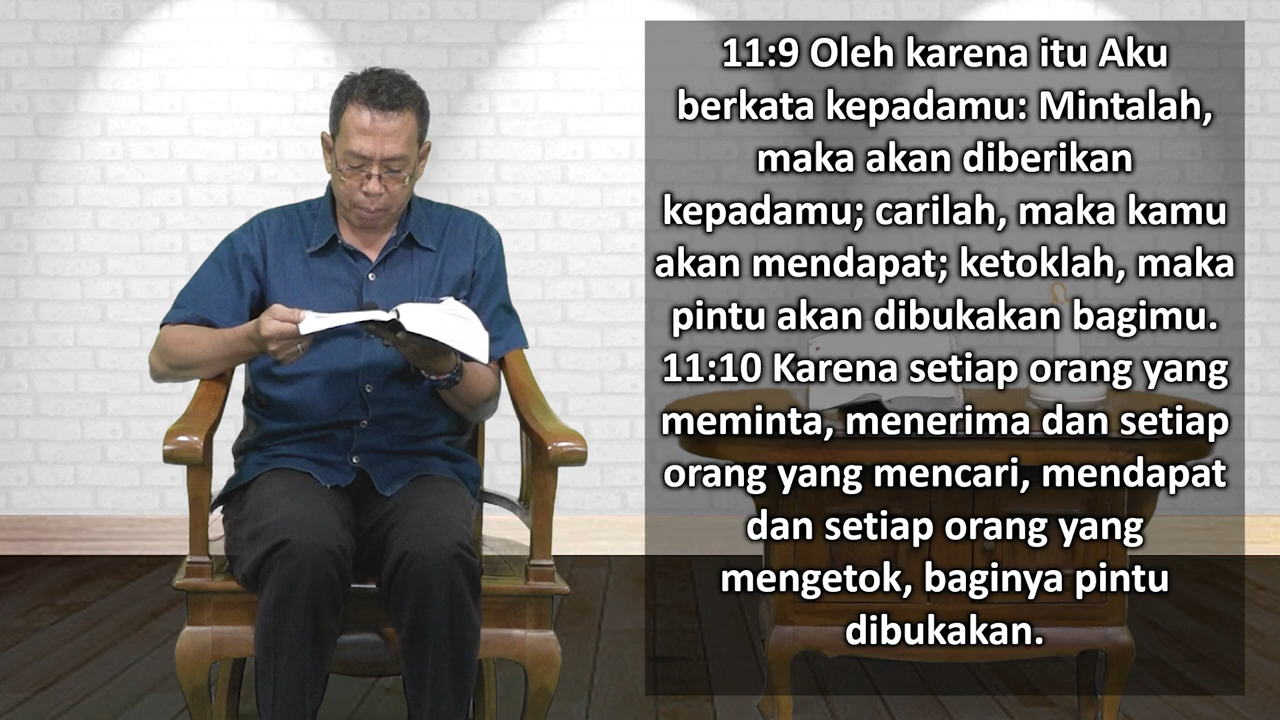 11:9 Oleh karena itu Aku
berkata kepadamu: Mintalah,
maka akan diberikan
kepadamu; carilah, maka kamu
akan mendapat; ketoklah, maka
pintu akan dibukakan bagimu.
11:10 Karena setiap orang yang
meminta, menerima dan setiap
orang yang mencari, mendapat
dan setiap orang yang
mengetok, baginya pintu
dibukakan.